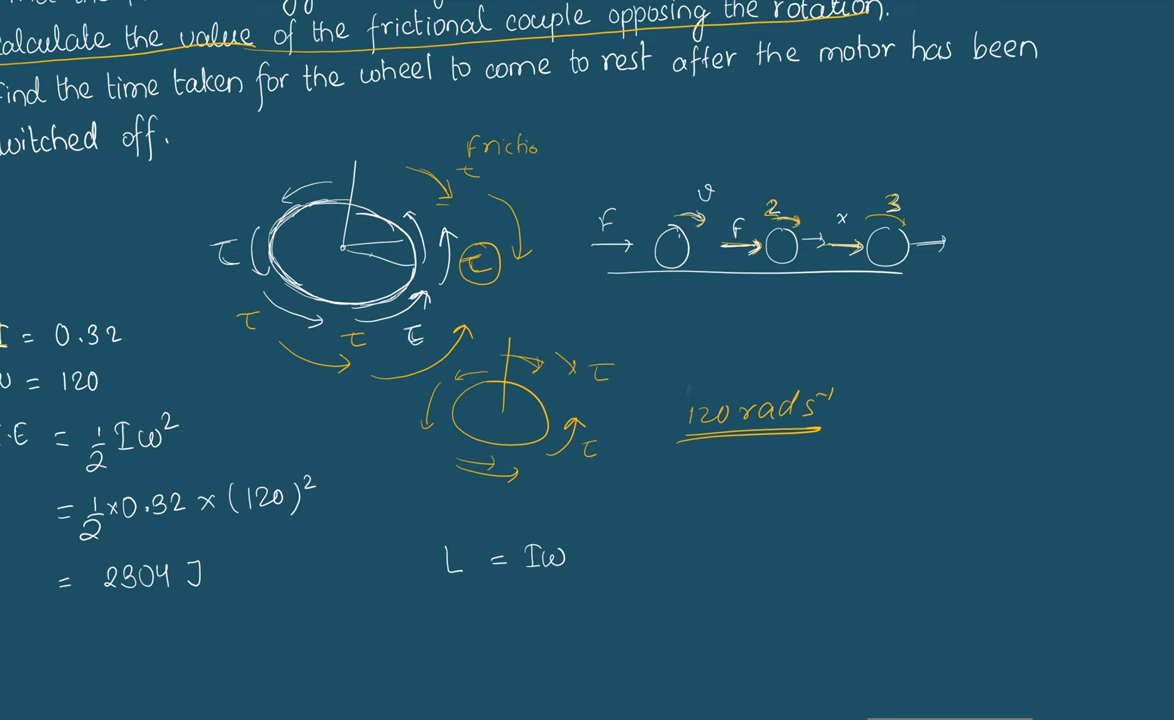 calculate the value of the frictional couple opposing the rotation.
find the time taken for the wheel to come to rest after the motor has been
witched off.
frictio
τ
τ τ
F v F 2 x 3
τ τ τ
I = 0.32
ω = 120
.E = 1/2 Iω²
τ
120 rad s⁻¹
τ
= 1/2 × 0.32 × (120)²
= 2304 J
L = Iω